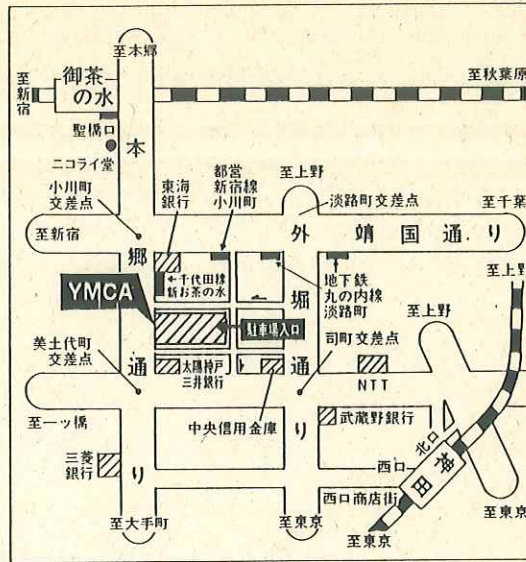 至本郷
至新宿
御茶
の水
至秋葉原
聖橋口
ニコライ堂
小川町
交差点
本郷通り
東海
銀行
都営
新宿線
小川町
至上野
淡路町交差点
至千葉
至新宿
外堀通り
靖国通り
←千代田線
新お茶の水
地下鉄
丸の内線
淡路町
至上野
YMCA
駐車場入口
至上野
美土代町
交差点
太陽神戸
三井銀行
司町交差点
NTT
至一ツ橋
中央信用金庫
武蔵野銀行
北口
神田
三菱
銀行
西口
西口商店街
至大手町
至東京
至東京
至東京